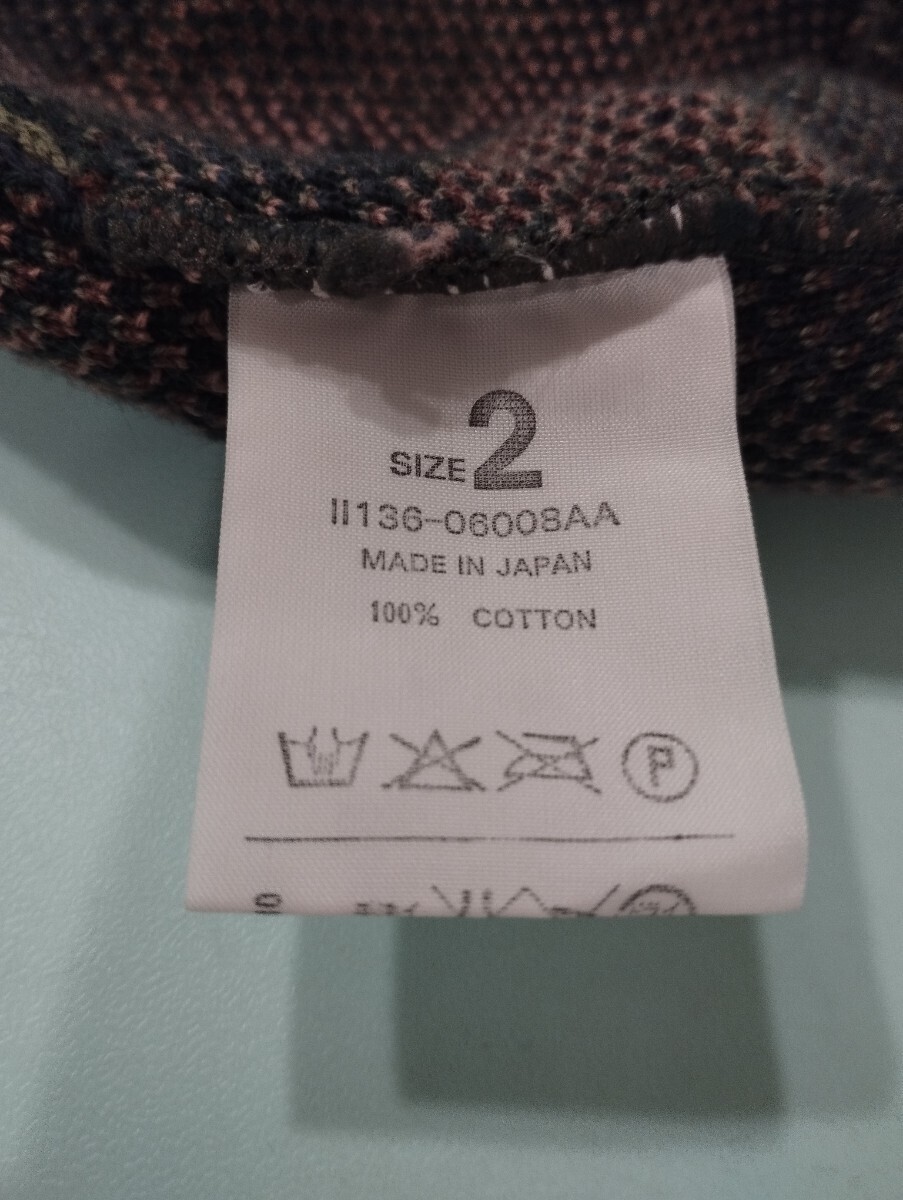 SIZE 2
II136-06008AA
MADE IN JAPAN
100% COTTON
P